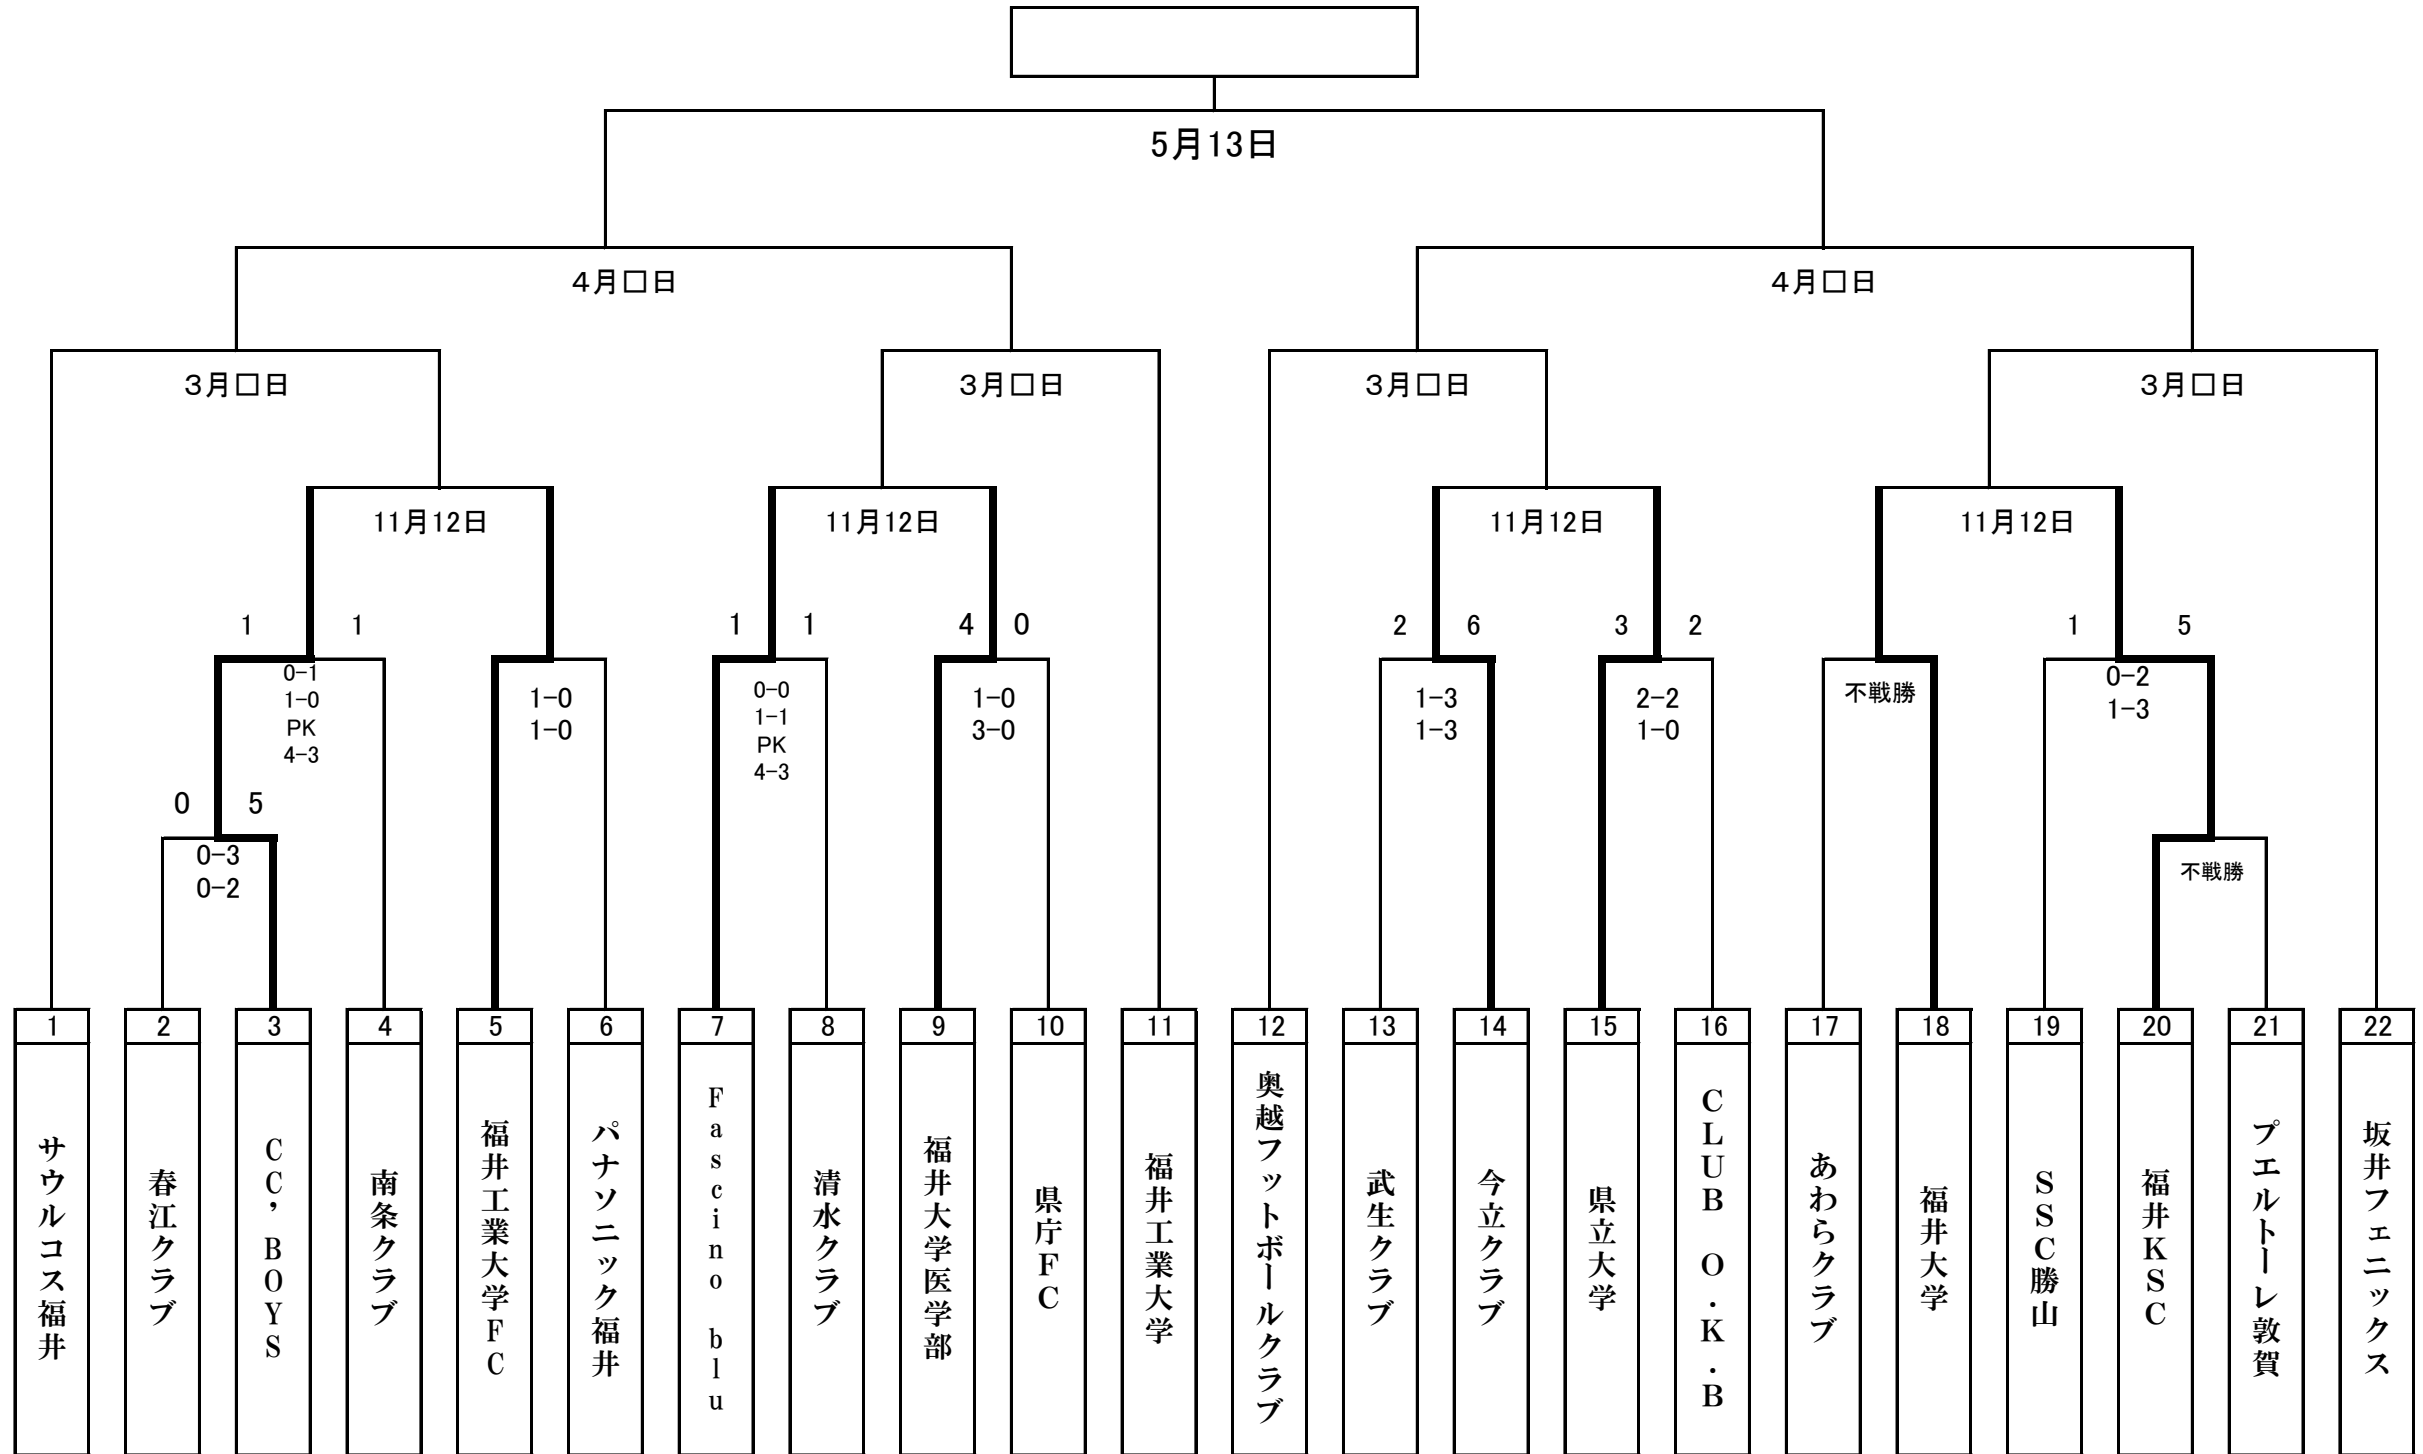 5月13日
4月□日
4月□日
3月□日
3月□日
3月□日
3月□日
11月12日
11月12日
11月12日
11月12日
1 1
1 1
4 0
2 6
3 2
1 5
0-1
1-0
PK
4-3
1-0
1-0
0-0
1-1
PK
4-3
1-0
3-0
1-3
1-3
2-2
1-0
不戦勝
0-2
1-3
0 5
0-3
0-2
不戦勝
1
サウルコス福井
2
春江クラブ
3
CC’BOYS
4
南条クラブ
5
福井工業大学FC
6
パナソニック福井
7
Fascino blu
8
清水クラブ
9
福井大学医学部
10
県庁FC
11
福井工業大学
12
奥越フットボールクラブ
13
武生クラブ
14
今立クラブ
15
県立大学
16
CLUB O.K.B
17
あわらクラブ
18
福井大学
19
SSC勝山
20
福井KSC
21
プエルトーレ敦賀
22
坂井フェニックス